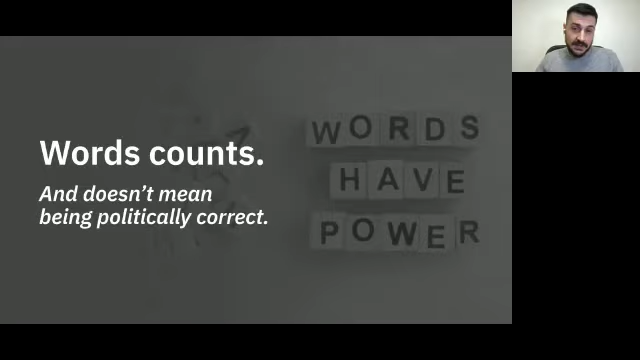 Words counts.
And doesn't mean
being politically correct.
WORDS
HAVE
POWER